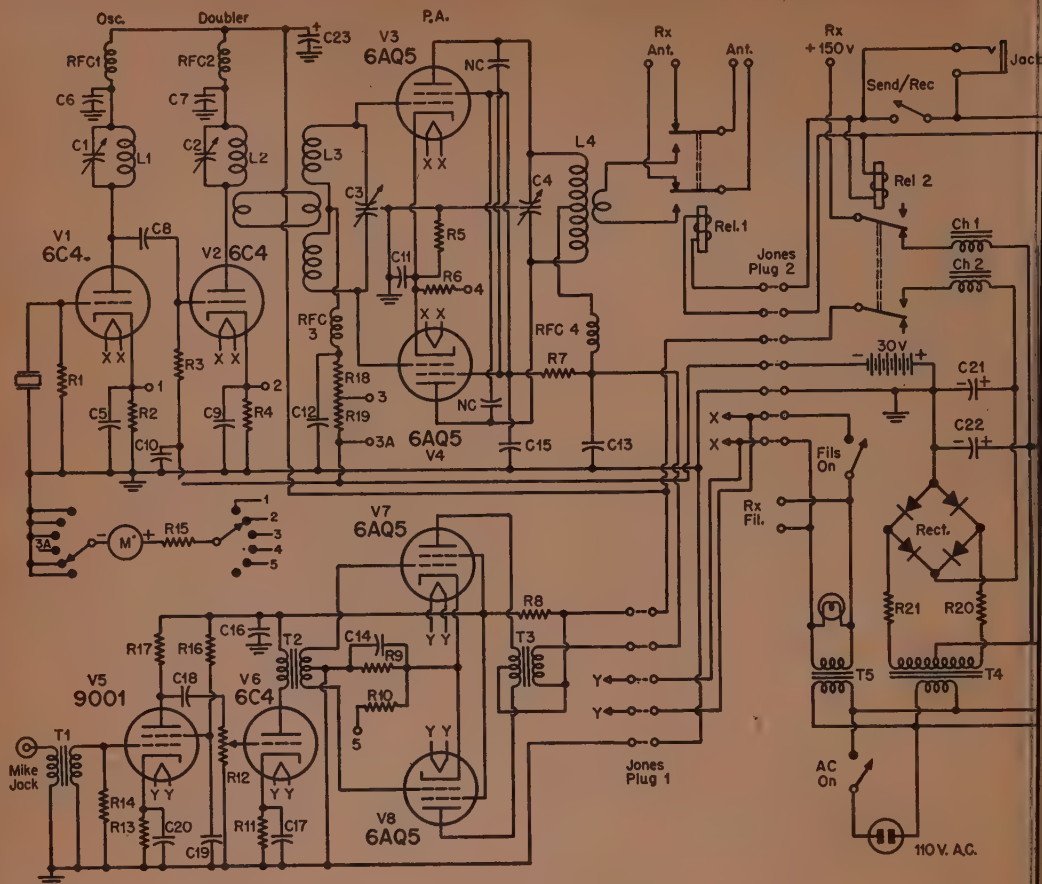 Osc.
Doubler
P.A.
RFC1
RFC2
+
C23
V3
6AQ5
NC
Rx
Ant.
Ant.
Rx
+150 v
Send/Rec
Jack
C6
C7
C1
L1
C2
L2
L3
C3
X X
C4
L4
Rel 2
Rel.1
Ch 1
Ch 2
V1
6C4
C8
V2
6C4
R5
C11
R6
4
Jones
Plug 2
X X
X X
X X
RFC
3
RFC 4
30V
- +
R1
R3
R18
3
R19
3A
R7
C21
- +
1
2
C5
R2
C10
C9
R4
C12
NC
6AQ5
V4
C15
C13
X
X
C22
- +
Fils
On
Rx
Fil.
Rect.
3A
- M +
R15
1
2
3
4
5
V7
6AQ5
Y Y
R21
R20
R17
R16
C16
T2
C14
R9
R10
5
R8
T3
V5
9001
C18
V6
6C4
Y
Y
T5
T4
T1
Mike
Jack
Y Y
R12
Y Y
Y Y
Jones
Plug 1
R14
R13
C20
C19
R11
C17
V8
6AQ5
AC
On
110 V. A.C.